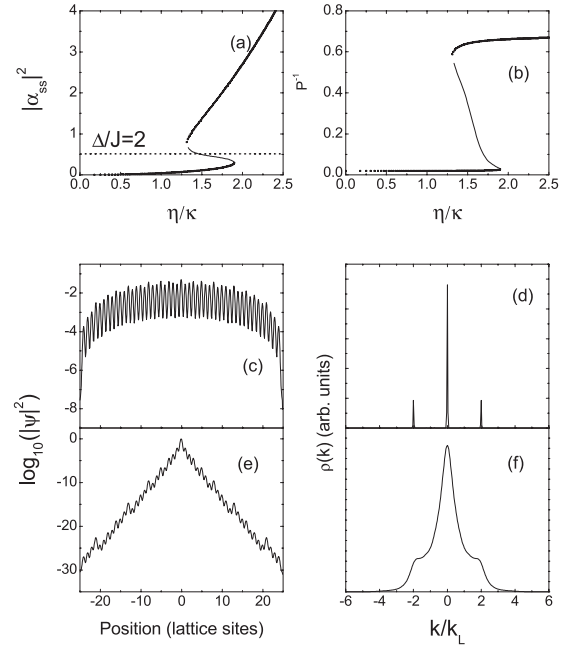 (a)
|α_ss|²
4
3
2
1
0
Δ/J=2
0.0 0.5 1.0 1.5 2.0 2.5
η/κ
(b)
P⁻¹
0.8
0.6
0.4
0.2
0.0
0.0 0.5 1.0 1.5 2.0 2.5
η/κ
(c)
-2
-4
-6
-8
(d)
log₁₀(|ψ|²)
ρ(k) (arb. units)
(e)
0
-10
-20
-30
-20 -10 0 10 20
Position (lattice sites)
(f)
-6 -4 -2 0 2 4 6
k/k_L